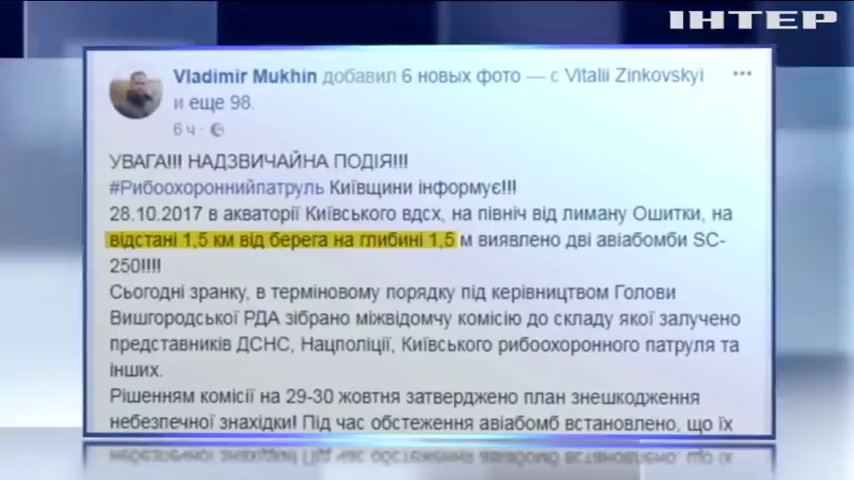 ІНТЕР
Vladimir Mukhin добавил 6 новых фото — с Vitalii Zinkovskyi
и еще 98.
6 ч ·
УВАГА!!! НАДЗВИЧАЙНА ПОДІЯ!!!
#Рибоохороннийпатруль Київщини інформує!!!
28.10.2017 в акваторії Київського вдсх, на північ від лиману Ошитки, на
відстані 1,5 км від берега на глибині 1,5 м виявлено дві авіабомби SC-
250!!!!
Сьогодні зранку, в терміновому порядку під керівництвом Голови
Вишгородської РДА зібрано міжвідомчу комісію до складу якої залучено
представників ДСНС, Нацполіції, Київського рибоохоронного патруля та
інших.
Рішенням комісії на 29-30 жовтня затверджено план знешкодження
небезпечної знахідки! Під час обстеження авіабомб встановлено, що їх